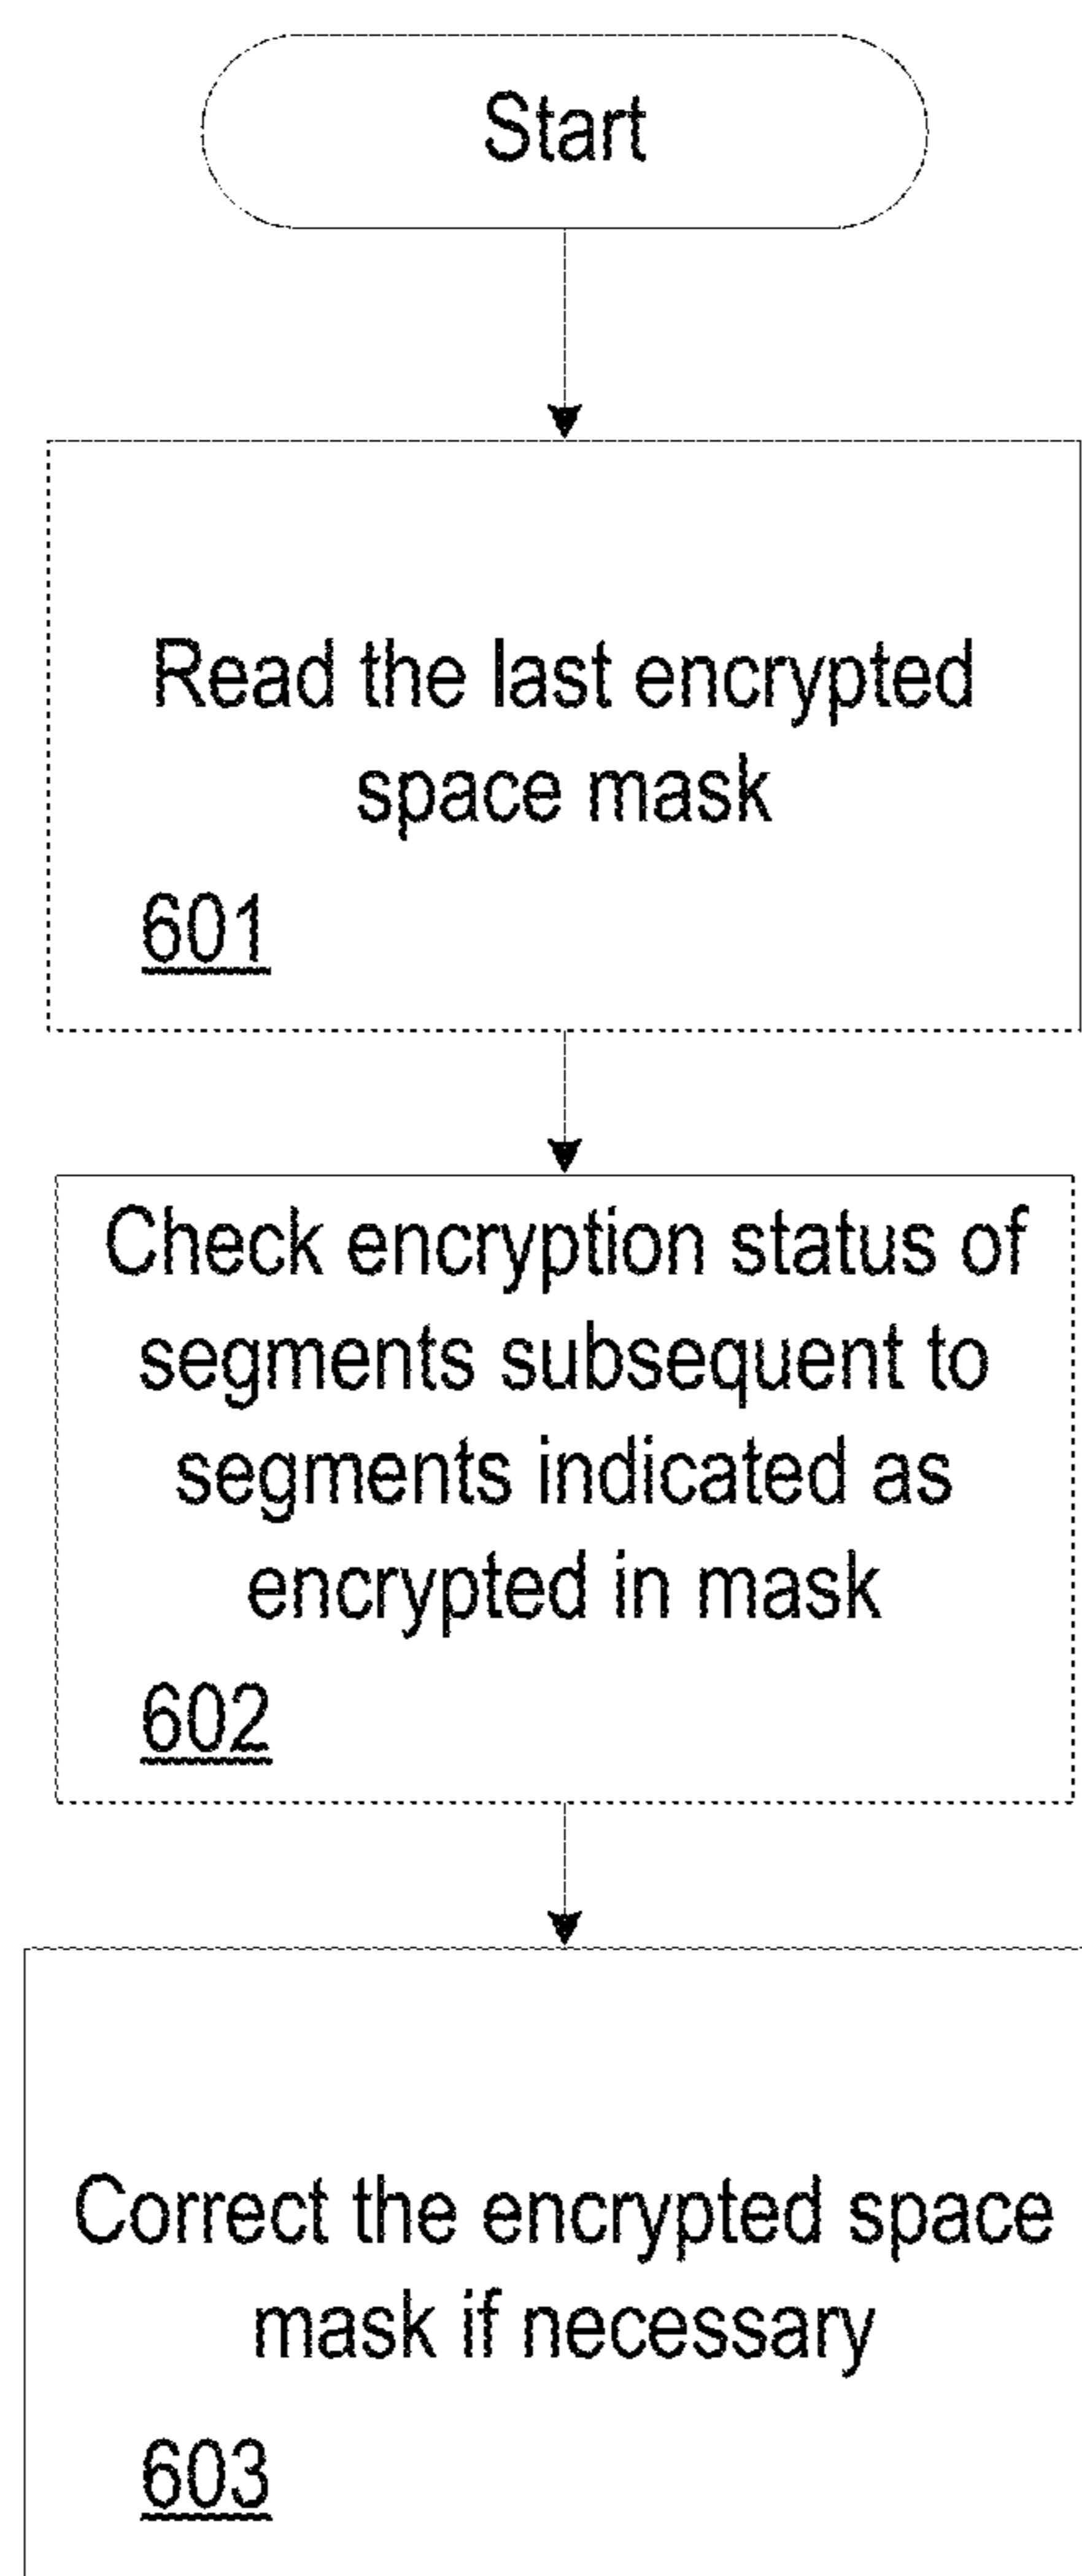 Start
Read the last encrypted
space mask
601
Check encryption status of
segments subsequent to
segments indicated as
encrypted in mask
602
Correct the encrypted space
mask if necessary
603